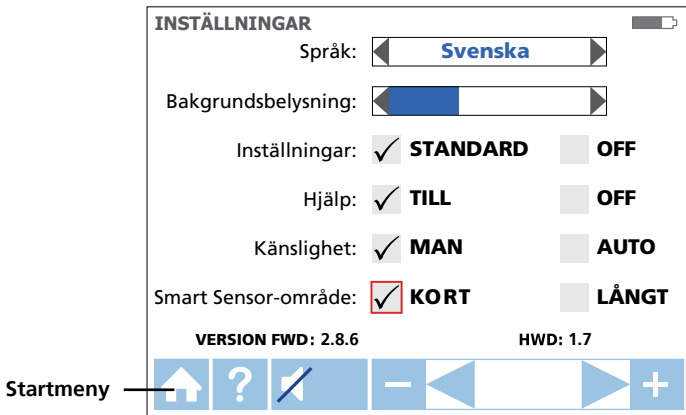 INSTÄLLNINGAR
Språk: Svenska
Bakgrundsbelysning:
Inställningar: STANDARD OFF
Hjälp: TILL OFF
Känslighet: MAN AUTO
Smart Sensor-område: KORT LÅNGT
VERSION FWD: 2.8.6 HWD: 1.7
Startmeny ? − +